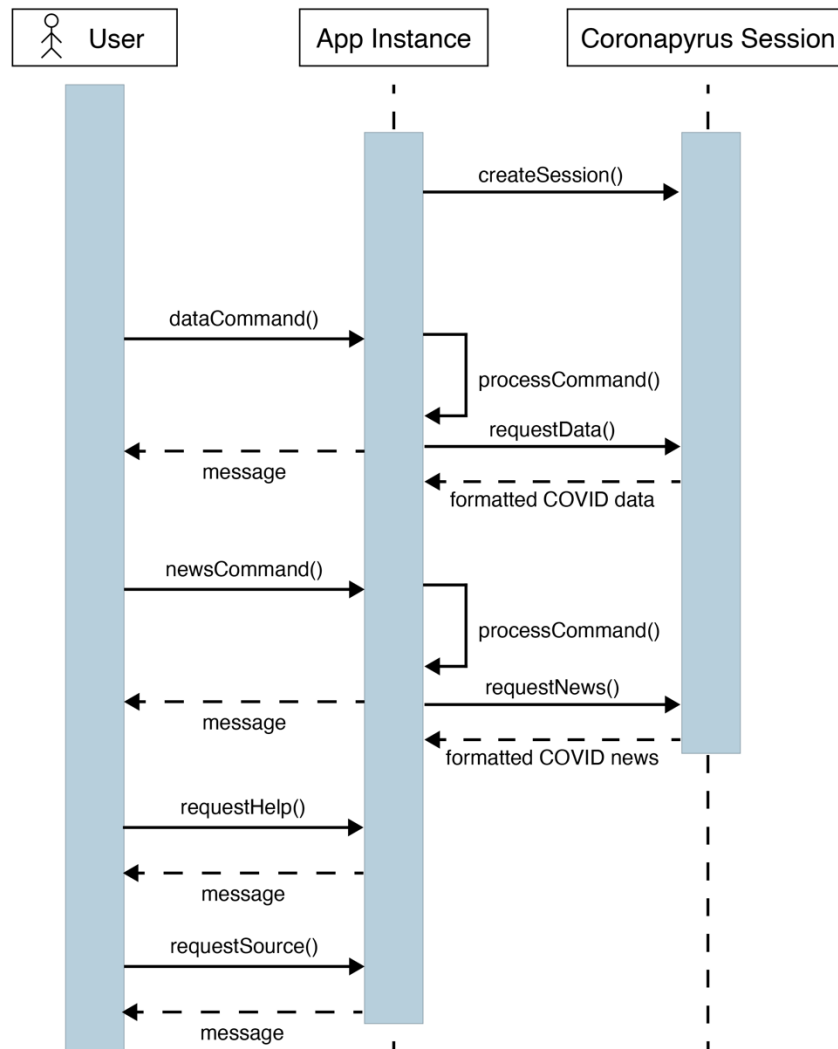 User
App Instance
Coronapyrus Session
createSession()
dataCommand()
processCommand()
requestData()
message
formatted COVID data
newsCommand()
processCommand()
requestNews()
message
formatted COVID news
requestHelp()
message
requestSource()
message